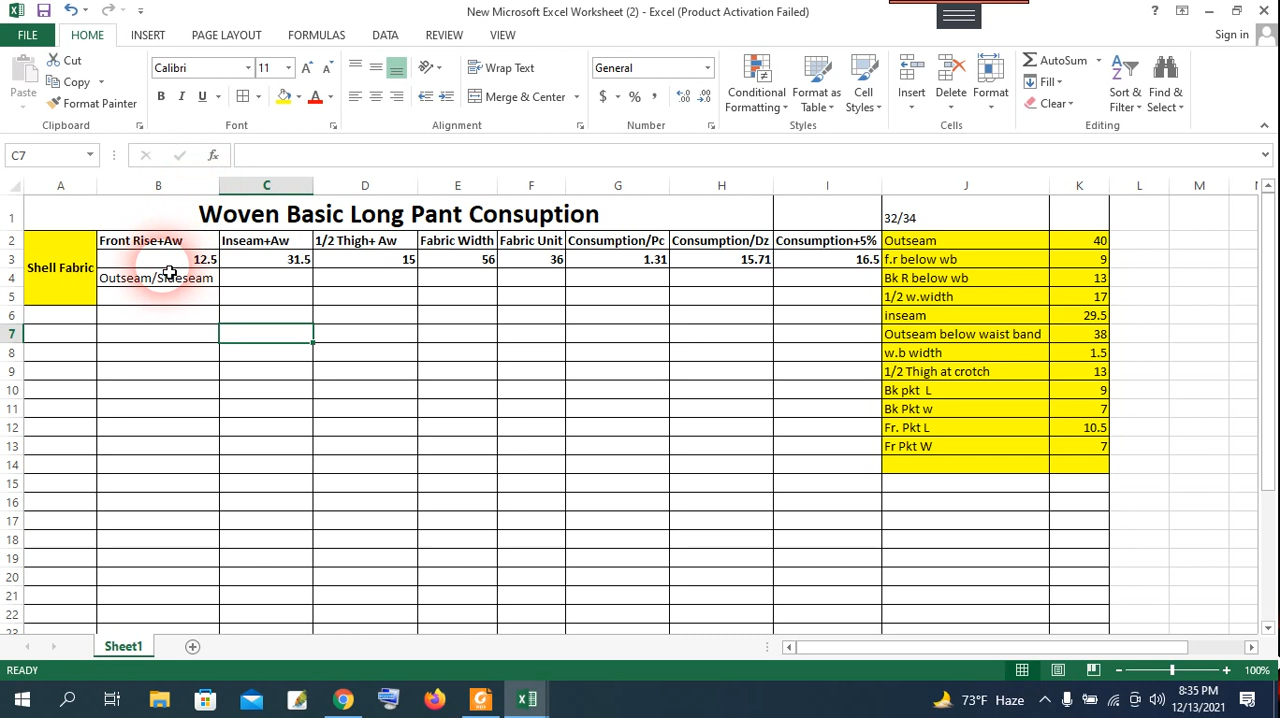 New Microsoft Excel Worksheet (2) - Excel (Product Activation Failed)
FILE HOME INSERT PAGE LAYOUT FORMULAS DATA REVIEW VIEW Sign in
Paste Cut Calibri 11 Wrap Text General Conditional Formatting Format as Table Cell Styles Insert Delete Format AutoSum Sort & Filter Find & Select
Copy B I U Merge & Center $ % , Fill
Format Painter Clear
Clipboard Font Alignment Number Styles Cells Editing
C7 fx
A B C D E F G H I J K L M N
1 Woven Basic Long Pant Consuption 32/34
2 Front Rise+Aw Inseam+Aw 1/2 Thigh+ Aw Fabric Width Fabric Unit Consumption/Pc Consumption/Dz Consumption+5% Outseam 40
Shell Fabric
3 12.5 31.5 15 56 36 1.31 15.71 16.5 f.r below wb 9
4 Outseam/Sideseam Bk R below wb 13
5 1/2 w.width 17
6 inseam 29.5
7 Outseam below waist band 38
8 w.b width 1.5
9 1/2 Thigh at crotch 13
10 Bk pkt L 9
11 Bk Pkt w 7
12 Fr. Pkt L 10.5
13 Fr Pkt W 7
14
15
16
17
18
19
20
21
22
23
Sheet1
READY 100%
73°F Haze 8:35 PM
12/13/2021